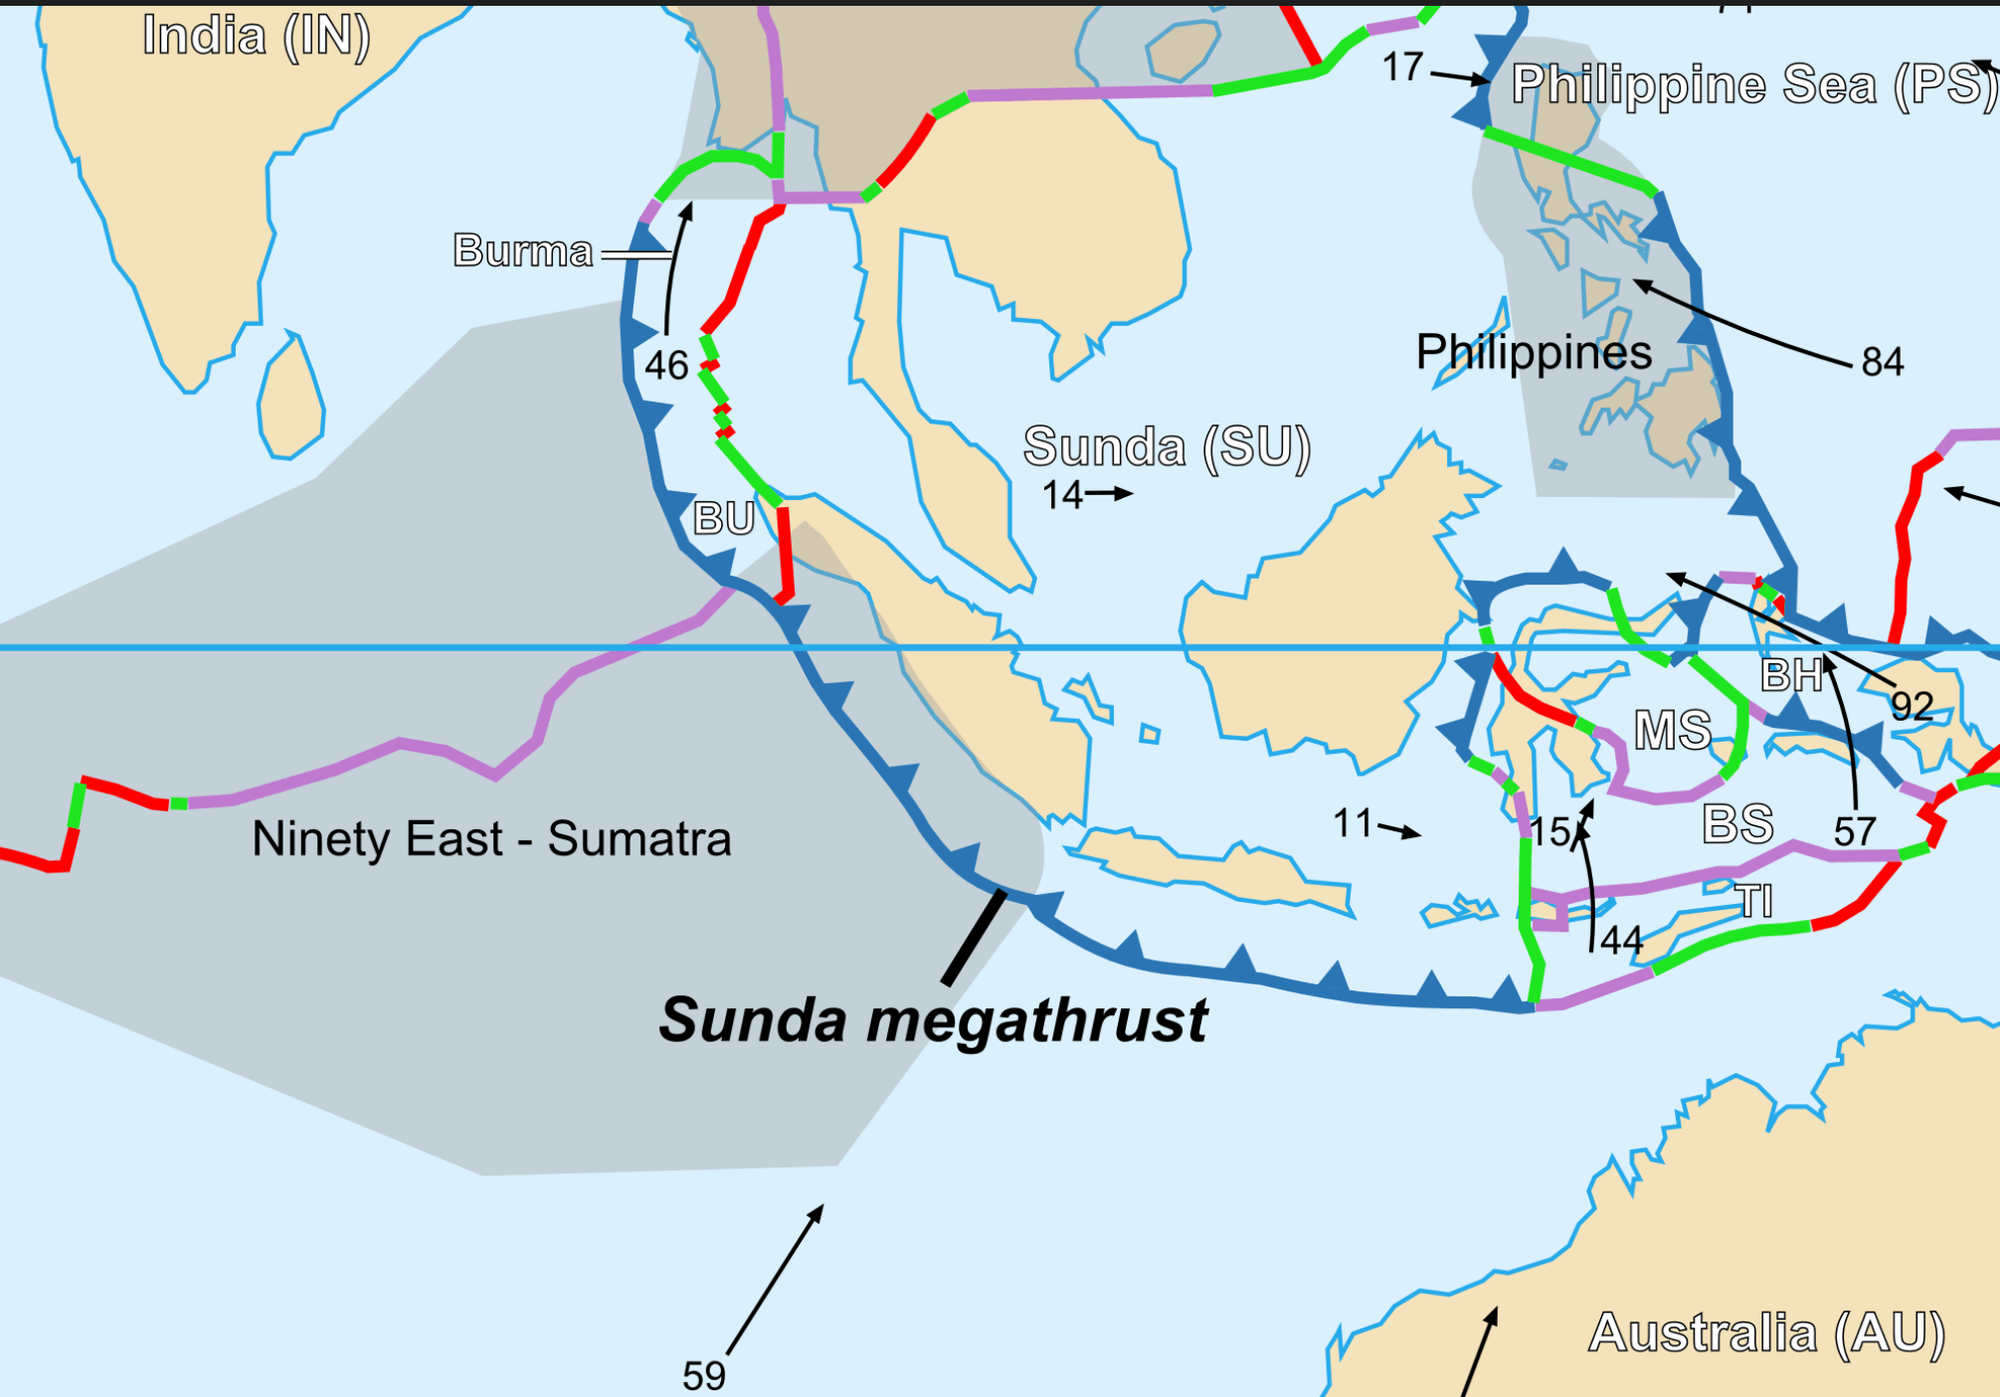 India (IN)
17
Philippine Sea (PS)
Burma
46
Philippines
84
Sunda (SU)
14
BU
BH
92
MS
Ninety East - Sumatra
11
15
BS
57
TI
44
Sunda megathrust
59
Australia (AU)